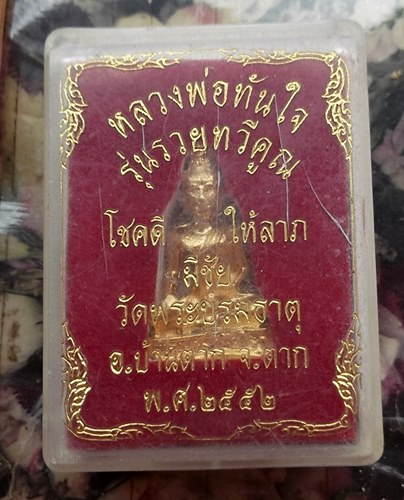 หลวงพ่อทันใจ
รุ่นรวยทวีคูณ
โชคดี ให้ลาภ
มีชัย
วัดพระบรมธาตุ
อ.บ้านตาก จ.ตาก
พ.ศ.๒๕๕๒